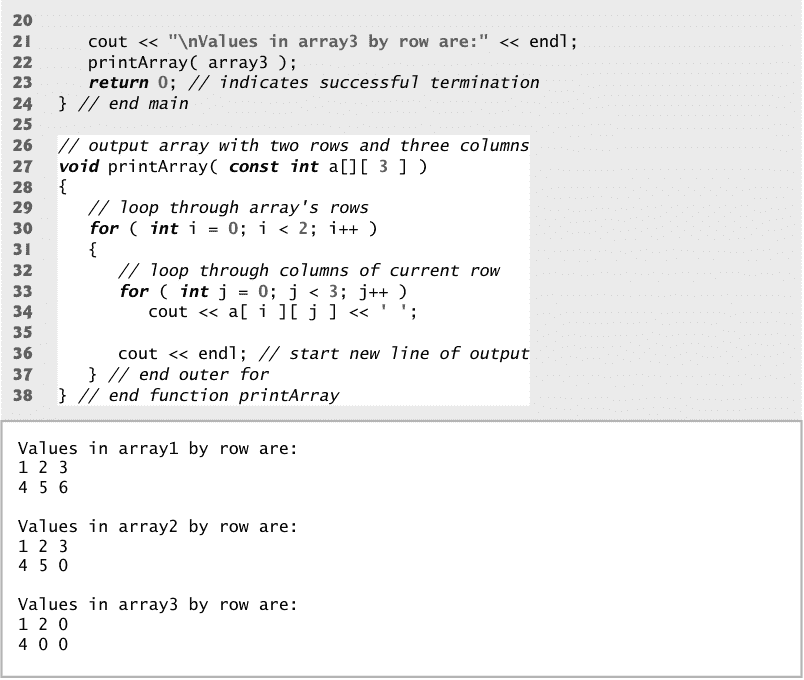 20
21 cout << "\nValues in array3 by row are:" << endl;
22 printArray( array3 );
23 return 0; // indicates successful termination
24 } // end main
25
26 // output array with two rows and three columns
27 void printArray( const int a[][ 3 ] )
28 {
29 // loop through array's rows
30 for ( int i = 0; i < 2; i++ )
31 {
32 // loop through columns of current row
33 for ( int j = 0; j < 3; j++ )
34 cout << a[ i ][ j ] << ' ';
35
36 cout << endl; // start new line of output
37 } // end outer for
38 } // end function printArray
Values in array1 by row are:
1 2 3
4 5 6
Values in array2 by row are:
1 2 3
4 5 0
Values in array3 by row are:
1 2 0
4 0 0